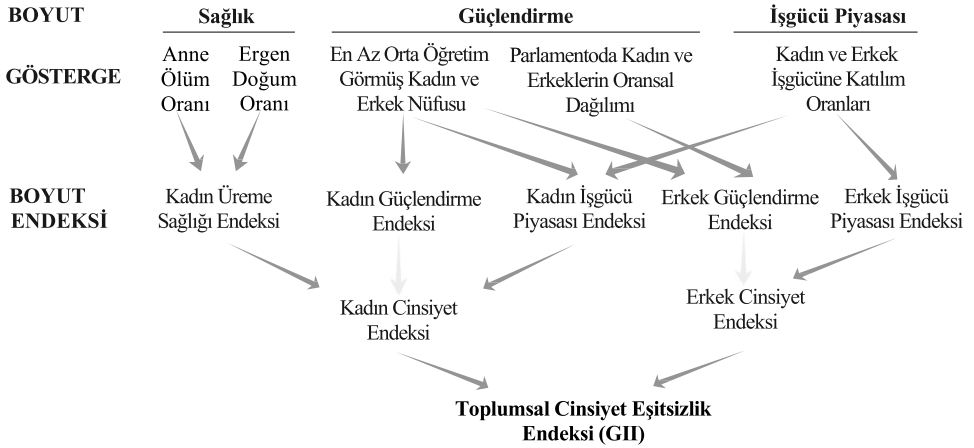 BOYUT
Sağlık
Güçlendirme
İşgücü Piyasası
GÖSTERGE
Anne
Ölüm
Oranı
Ergen
Doğum
Oranı
En Az Orta Öğretim
Görmüş Kadın ve
Erkek Nüfusu
Parlamentoda Kadın ve
Erkeklerin Oransal
Dağılımı
Kadın ve Erkek
İşgücüne Katılım
Oranları
BOYUT
ENDEKSİ
Kadın Üreme
Sağlığı Endeksi
Kadın Güçlendirme
Endeksi
Kadın İşgücü
Piyasası Endeksi
Erkek Güçlendirme
Endeksi
Erkek İşgücü
Piyasası Endeksi
Kadın Cinsiyet
Endeksi
Erkek Cinsiyet
Endeksi
Toplumsal Cinsiyet Eşitsizlik
Endeksi (GII)